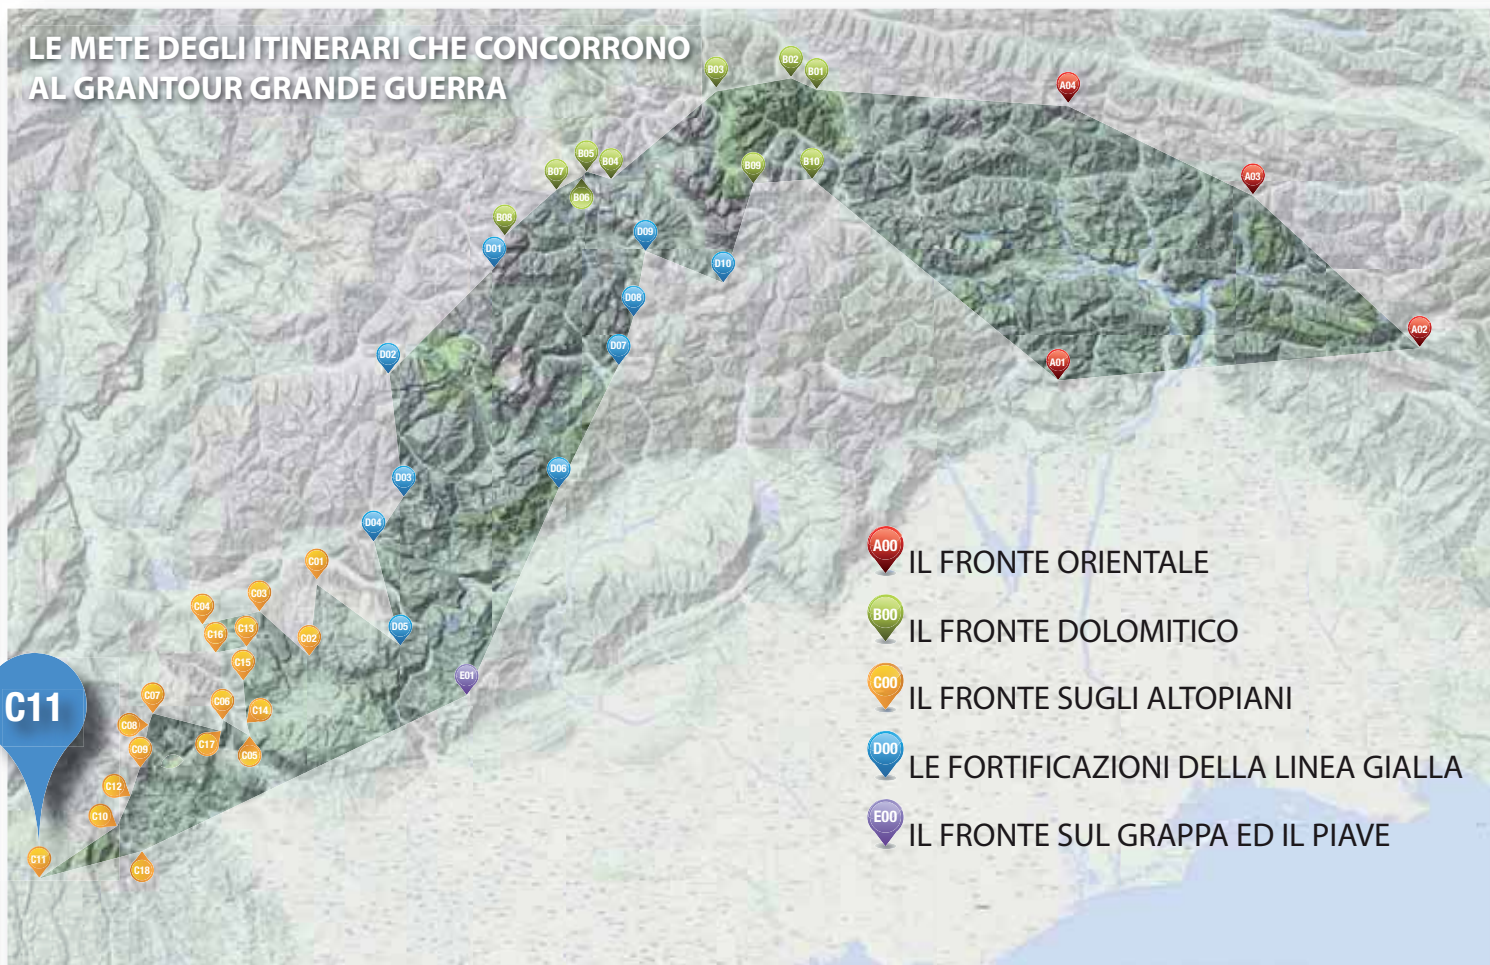 LE METE DEGLI ITINERARI CHE CONCORRONO
AL GRANTOUR GRANDE GUERRA
B03
B02
B01
A04
B05
B04
B07
B06
B09
B10
A03
B08
D01
D09
D10
D08
A02
D02
D07
A01
D03
D06
D04
C01
C03
C04
C16
C13
C02
D05
C15
E01
C11
C07
C06
C14
C08
C17
C09
C05
C12
C10
C11
C18
A00 IL FRONTE ORIENTALE
B00 IL FRONTE DOLOMITICO
C00 IL FRONTE SUGLI ALTOPIANI
D00 LE FORTIFICAZIONI DELLA LINEA GIALLA
E00 IL FRONTE SUL GRAPPA ED IL PIAVE